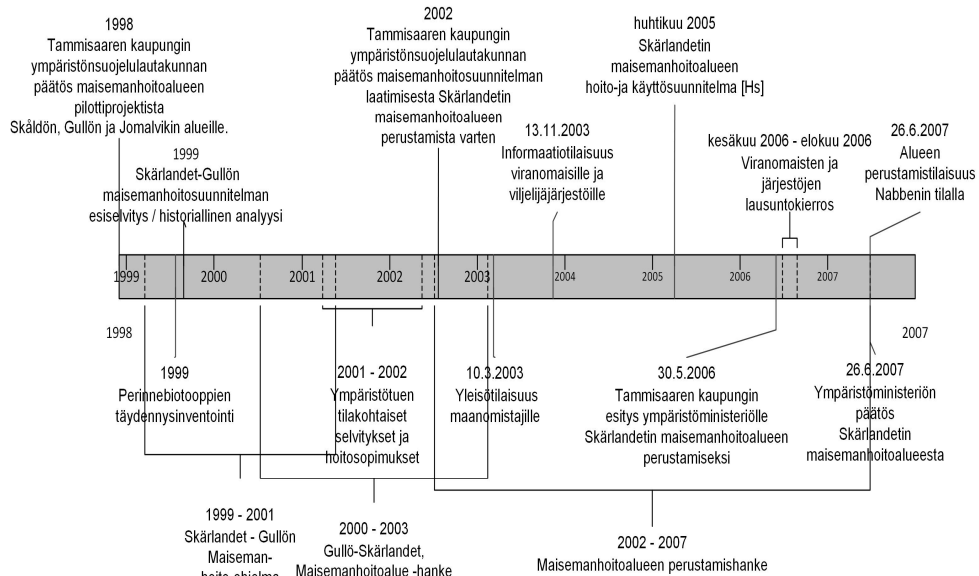 1998
Tammisaaren kaupungin
ympäristönsuojelulautakunnan
päätös maisemanhoitoalueen
pilottiprojektista
Skåldön, Gullön ja Jomalvikin alueille.
1999
Skärlandet-Gullön
maisemanhoitosuunnitelman
esiselvitys / historiallinen analyysi
2002
Tammisaaren kaupungin
ympäristönsuojelulautakunnan
päätös maisemanhoitosuunnitelman
laatimisesta Skärlandetin
maisemanhoitoalueen
perustamista varten
13.11.2003
Informaatiotilaisuus
viranomaisille ja
viljelijäjärjestöille
huhtikuu 2005
Skärlandetin
maisemanhoitoalueen
hoito-ja käyttösuunnitelma [Hs]
kesäkuu 2006 - elokuu 2006
Viranomaisten ja
järjestöjen
lausuntokierros
26.6.2007
Alueen
perustamistilaisuus
Nabbenin tilalla
1999 2000 2001 2002 2003 2004 2005 2006 2007
1998 2007
1999
Perinnebiotooppien
täydennysinventointi
2001 - 2002
Ympäristötuen
tilakohtaiset
selvitykset ja
hoitosopimukset
10.3.2003
Yleisötilaisuus
maanomistajille
30.5.2006
Tammisaaren kaupungin
esitys ympäristöministeriölle
Skärlandetin maisemanhoitoalueen
perustamiseksi
26.6.2007
Ympäristöministeriön
päätös
Skärlandetin
maisemanhoitoalueesta
1999 - 2001
Skärlandet - Gullön
Maiseman-
hoito-ohjelma
2000 - 2003
Gullö-Skärlandet,
Maisemanhoitoalue -hanke
2002 - 2007
Maisemanhoitoalueen perustamishanke